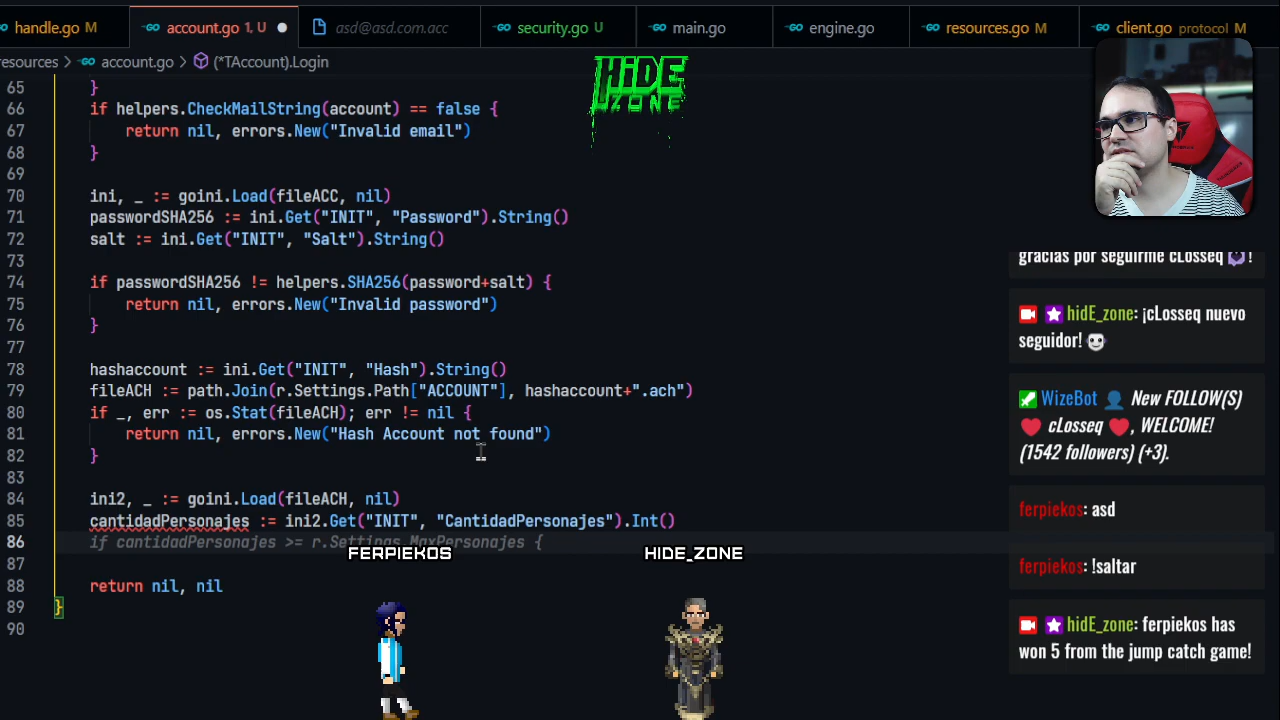 handle.go M
account.go 1, U
asd@asd.com.acc
security.go U
main.go
engine.go
resources.go M
client.go protocol M
resources > account.go > (*TAccount).Login
HiDE
ZONE
65 }
66 if helpers.CheckMailString(account) == false {
67 return nil, errors.New("Invalid email")
68 }
69
70 ini, _ := goini.Load(fileACC, nil)
71 passwordSHA256 := ini.Get("INIT", "Password").String()
72 salt := ini.Get("INIT", "Salt").String()
73
74 if passwordSHA256 != helpers.SHA256(password+salt) {
75 return nil, errors.New("Invalid password")
76 }
77
78 hashaccount := ini.Get("INIT", "Hash").String()
79 fileACH := path.Join(r.Settings.Path["ACCOUNT"], hashaccount+".ach")
80 if _, err := os.Stat(fileACH); err != nil {
81 return nil, errors.New("Hash Account not found")
82 }
83
84 ini2, _ := goini.Load(fileACH, nil)
85 cantidadPersonajes := ini2.Get("INIT", "CantidadPersonajes").Int()
86 if cantidadPersonajes >= r.Settings.MaxPersonajes {
87
88 return nil, nil
89 }
90
FERPIEKOS
HIDE_ZONE
gracias por seguirme cLosseq !
hidE_zone: ¡cLosseq nuevo
seguidor!
WizeBot New FOLLOW(S)
cLosseq , WELCOME!
(1542 followers) (+3).
ferpiekos: asd
ferpiekos: !saltar
hidE_zone: ferpiekos has
won 5 from the jump catch game!